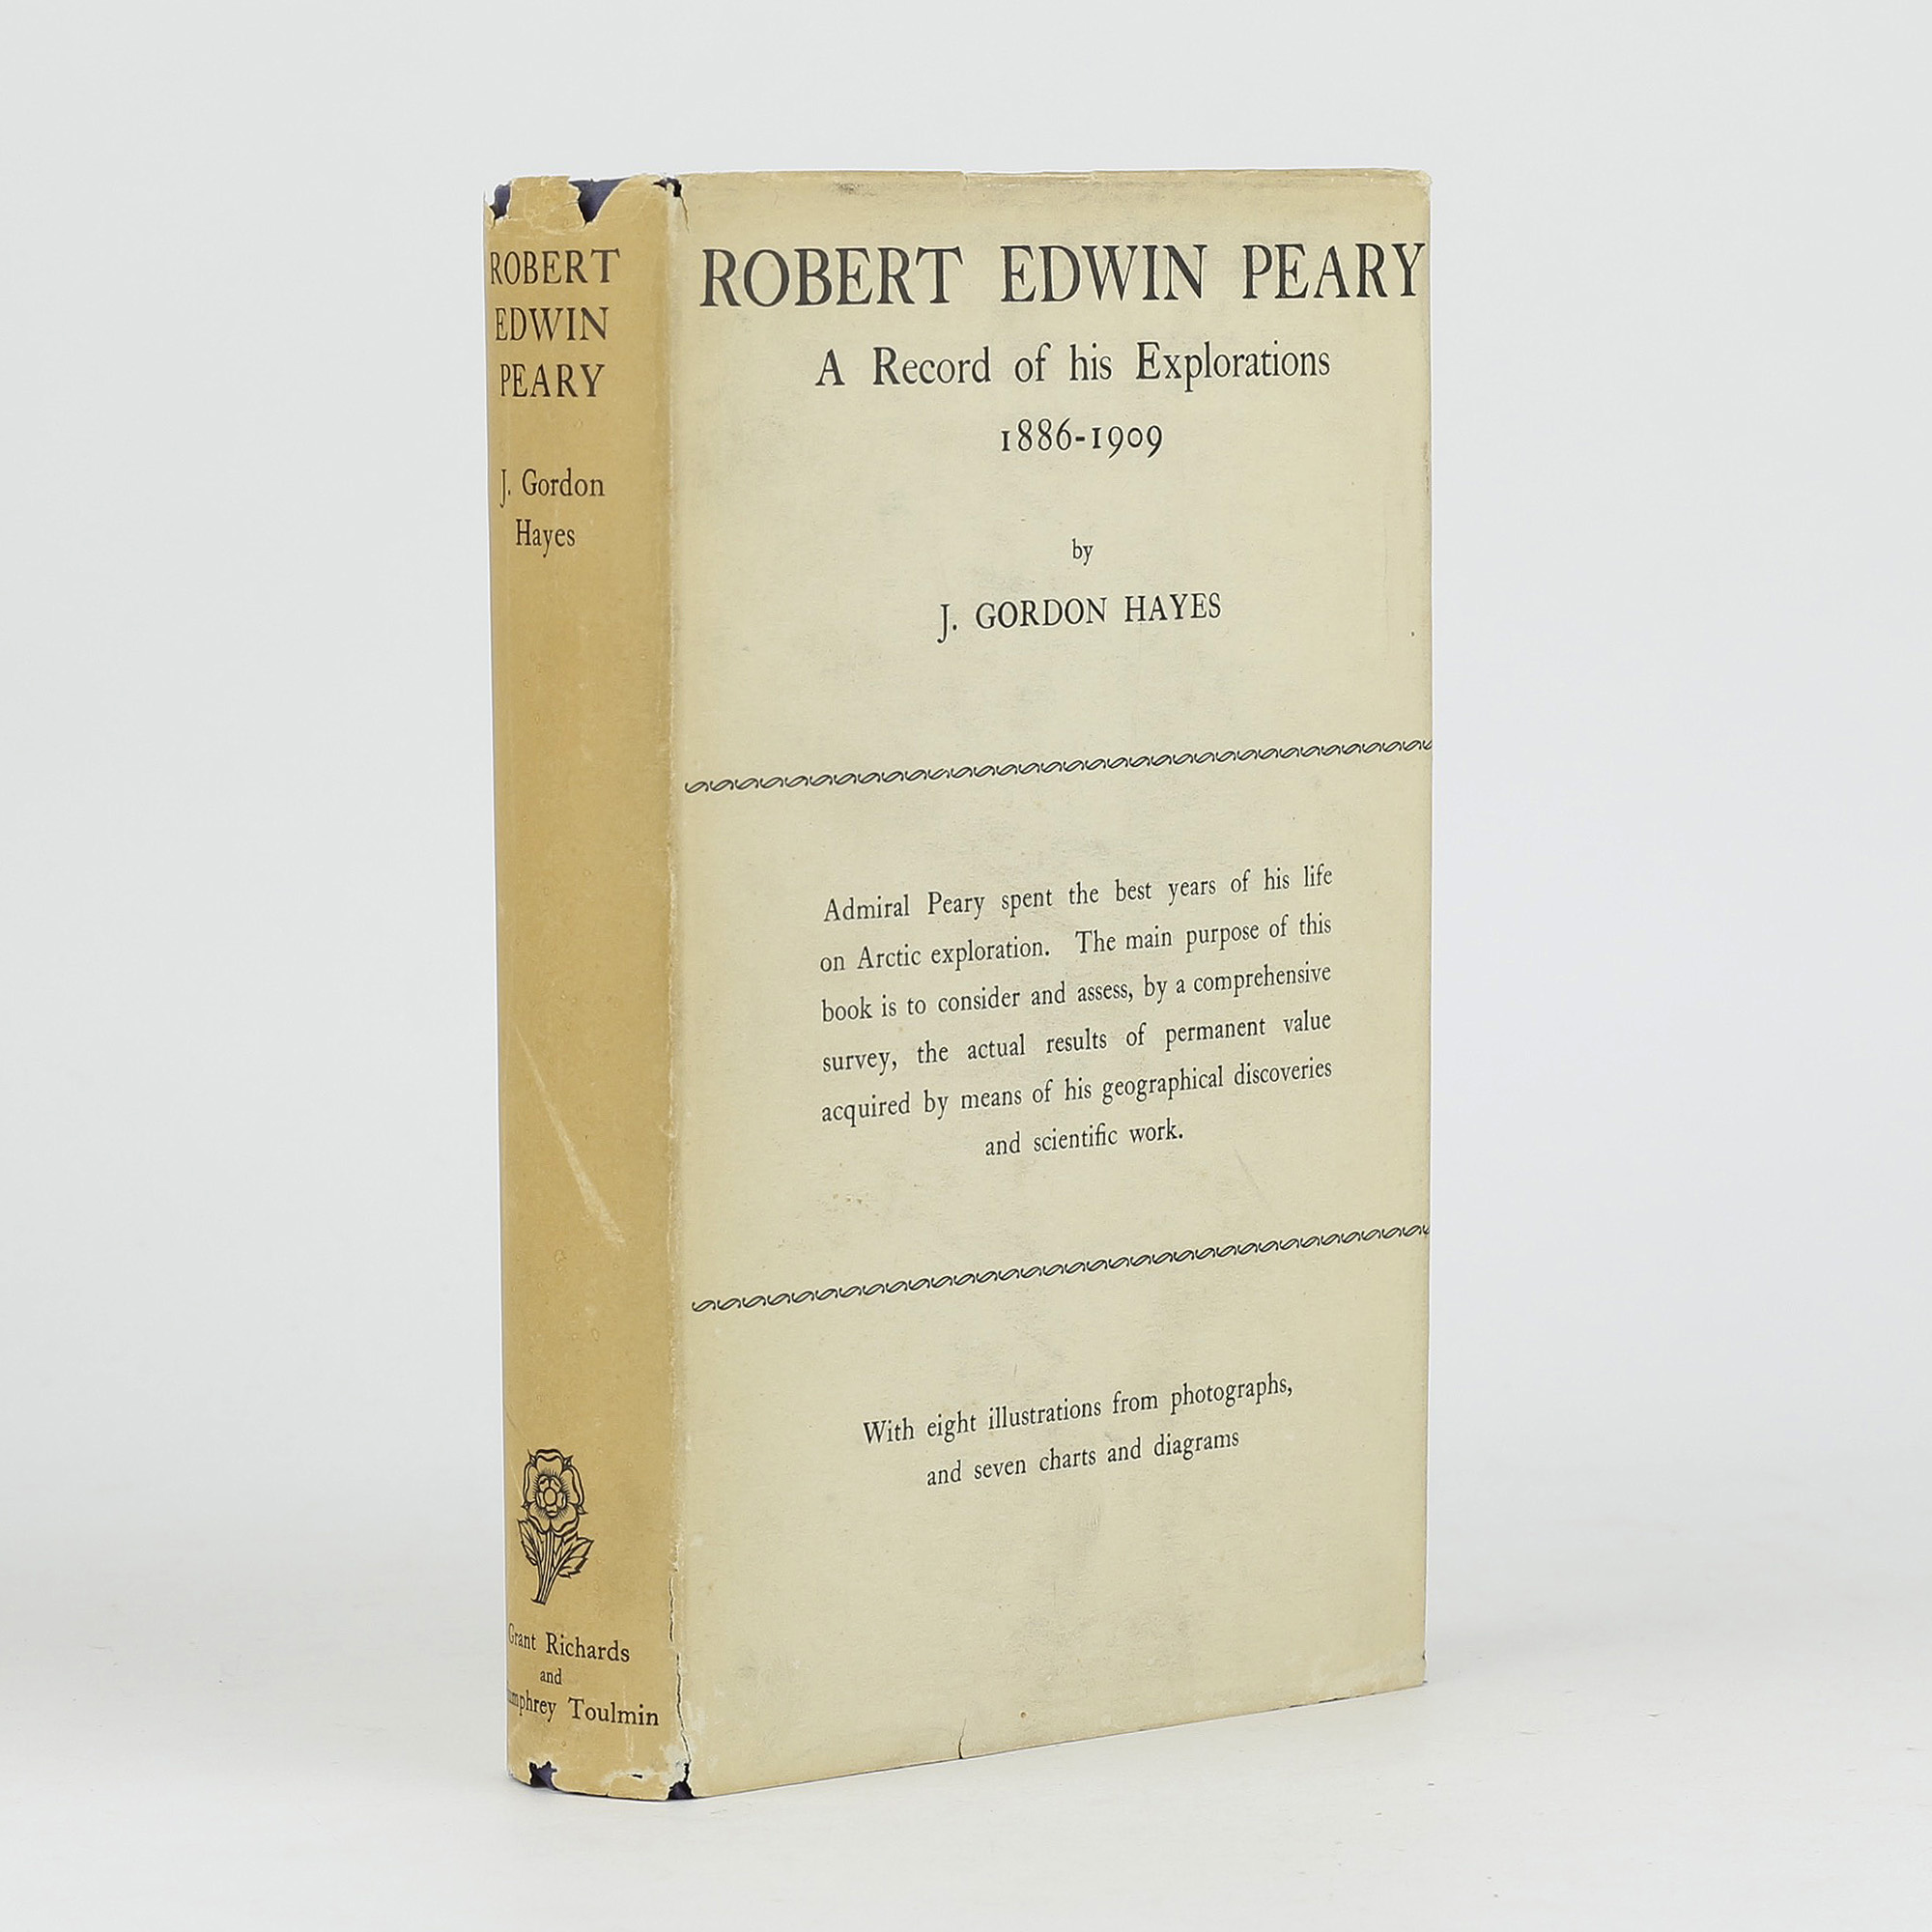 ROBERT
EDWIN
PEARY
J. Gordon
Hayes
Grant Richards
and
Toulmin
ROBERT EDWIN PEARY
A Record of his Explorations
1886-1909
by
J. GORDON HAYES
Admiral Peary spent the best years of his life
on Arctic exploration. The main purpose of this
book is to consider and assess, by a comprehensive
survey, the actual results of permanent value
acquired by means of his geographical discoveries
and scientific work.
With eight illustrations from photographs,
and seven charts and diagrams